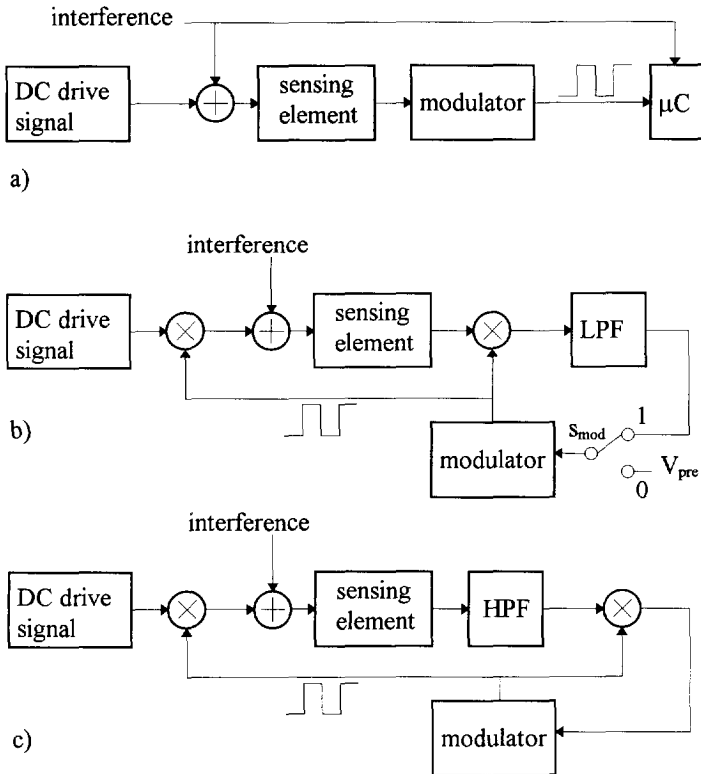 interference
DC drive
signal
+
sensing
element
modulator
μC
a)
interference
DC drive
signal
×
+
sensing
element
×
LPF
b)
modulator
s_mod
1
V_pre
0
interference
DC drive
signal
×
+
sensing
element
HPF
×
c)
modulator